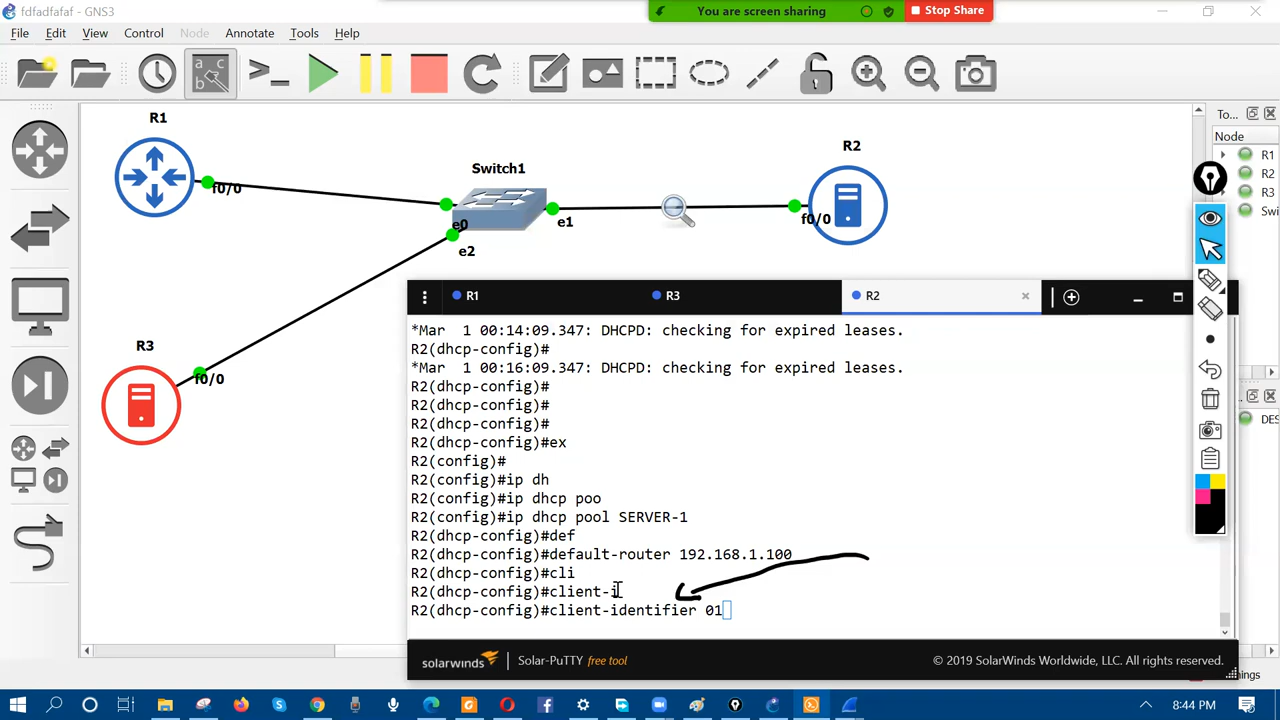 fdfadfafaf - GNS3
You are screen sharing
Stop Share
File Edit View Control Node Annotate Tools Help
R1
f0/0
Switch1
e0
e1
e2
R2
f0/0
R3
f0/0
To...
Node
R1
R2
R3
Swi
R1
R3
R2
*Mar  1 00:14:09.347: DHCPD: checking for expired leases.
R2(dhcp-config)#
*Mar  1 00:16:09.347: DHCPD: checking for expired leases.
R2(dhcp-config)#
R2(dhcp-config)#
R2(dhcp-config)#
R2(dhcp-config)#ex
R2(config)#
R2(config)#ip dh
R2(config)#ip dhcp poo
R2(config)#ip dhcp pool SERVER-1
R2(dhcp-config)#def
R2(dhcp-config)#default-router 192.168.1.100
R2(dhcp-config)#cli
R2(dhcp-config)#client-i
R2(dhcp-config)#client-identifier 01
DES
solarwinds Solar-PuTTY free tool
© 2019 SolarWinds Worldwide, LLC. All rights reserved.
8:44 PM